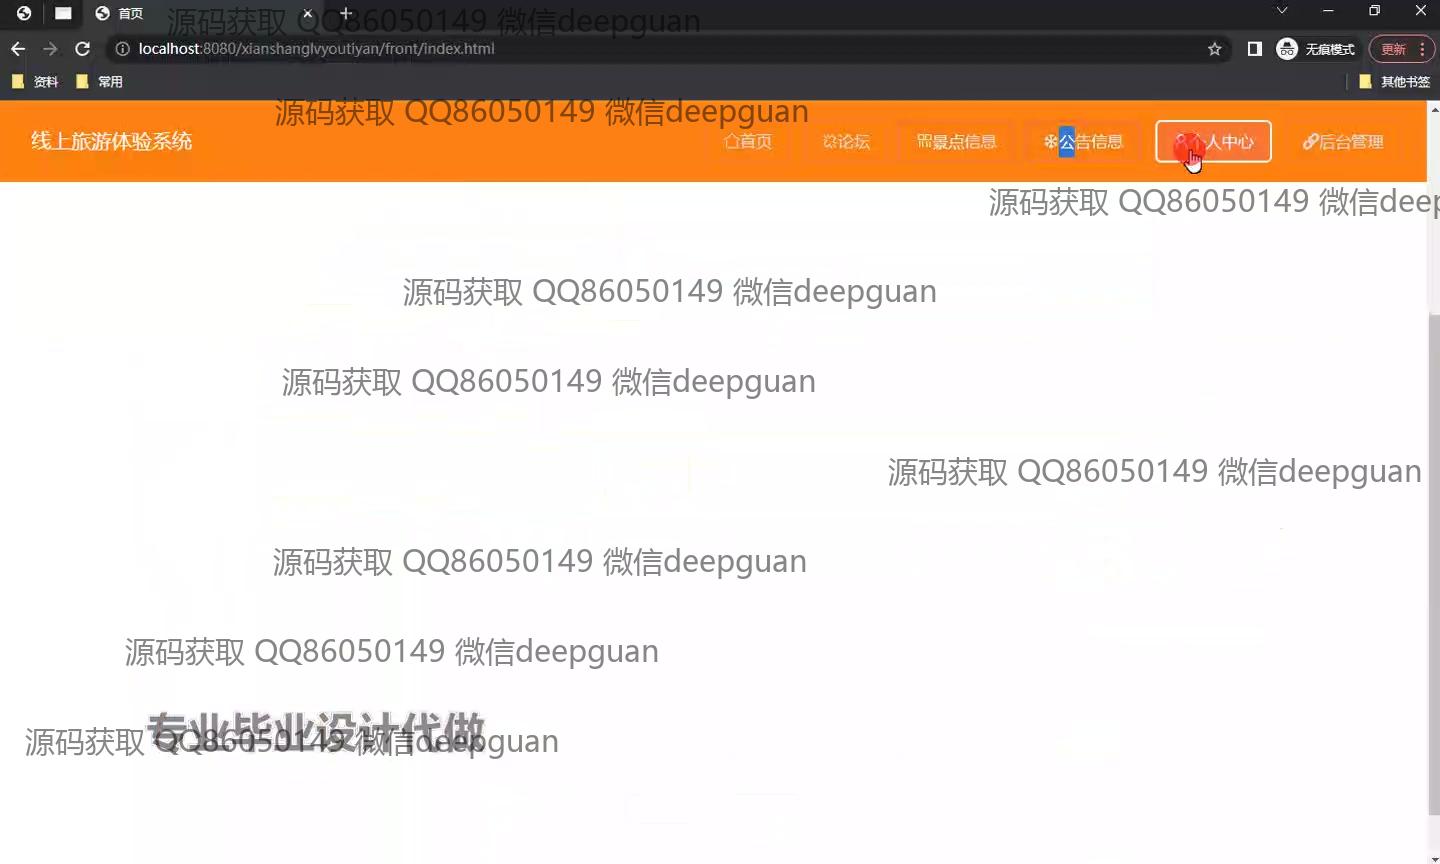 首页
源码获取 QQ86050149 微信deepguan
localhost:8080/xianshanglvyoutiyan/front/index.html
无痕模式
更新
资料
常用
其他书签
源码获取 QQ86050149 微信deepguan
线上旅游体验系统
首页
论坛
景点信息
公告信息
个人中心
后台管理
源码获取 QQ86050149 微信deep
源码获取 QQ86050149 微信deepguan
源码获取 QQ86050149 微信deepguan
源码获取 QQ86050149 微信deepguan
源码获取 QQ86050149 微信deepguan
源码获取 QQ86050149 微信deepguan
专业毕业设计代做
源码获取 QQ86050149 微信deepguan